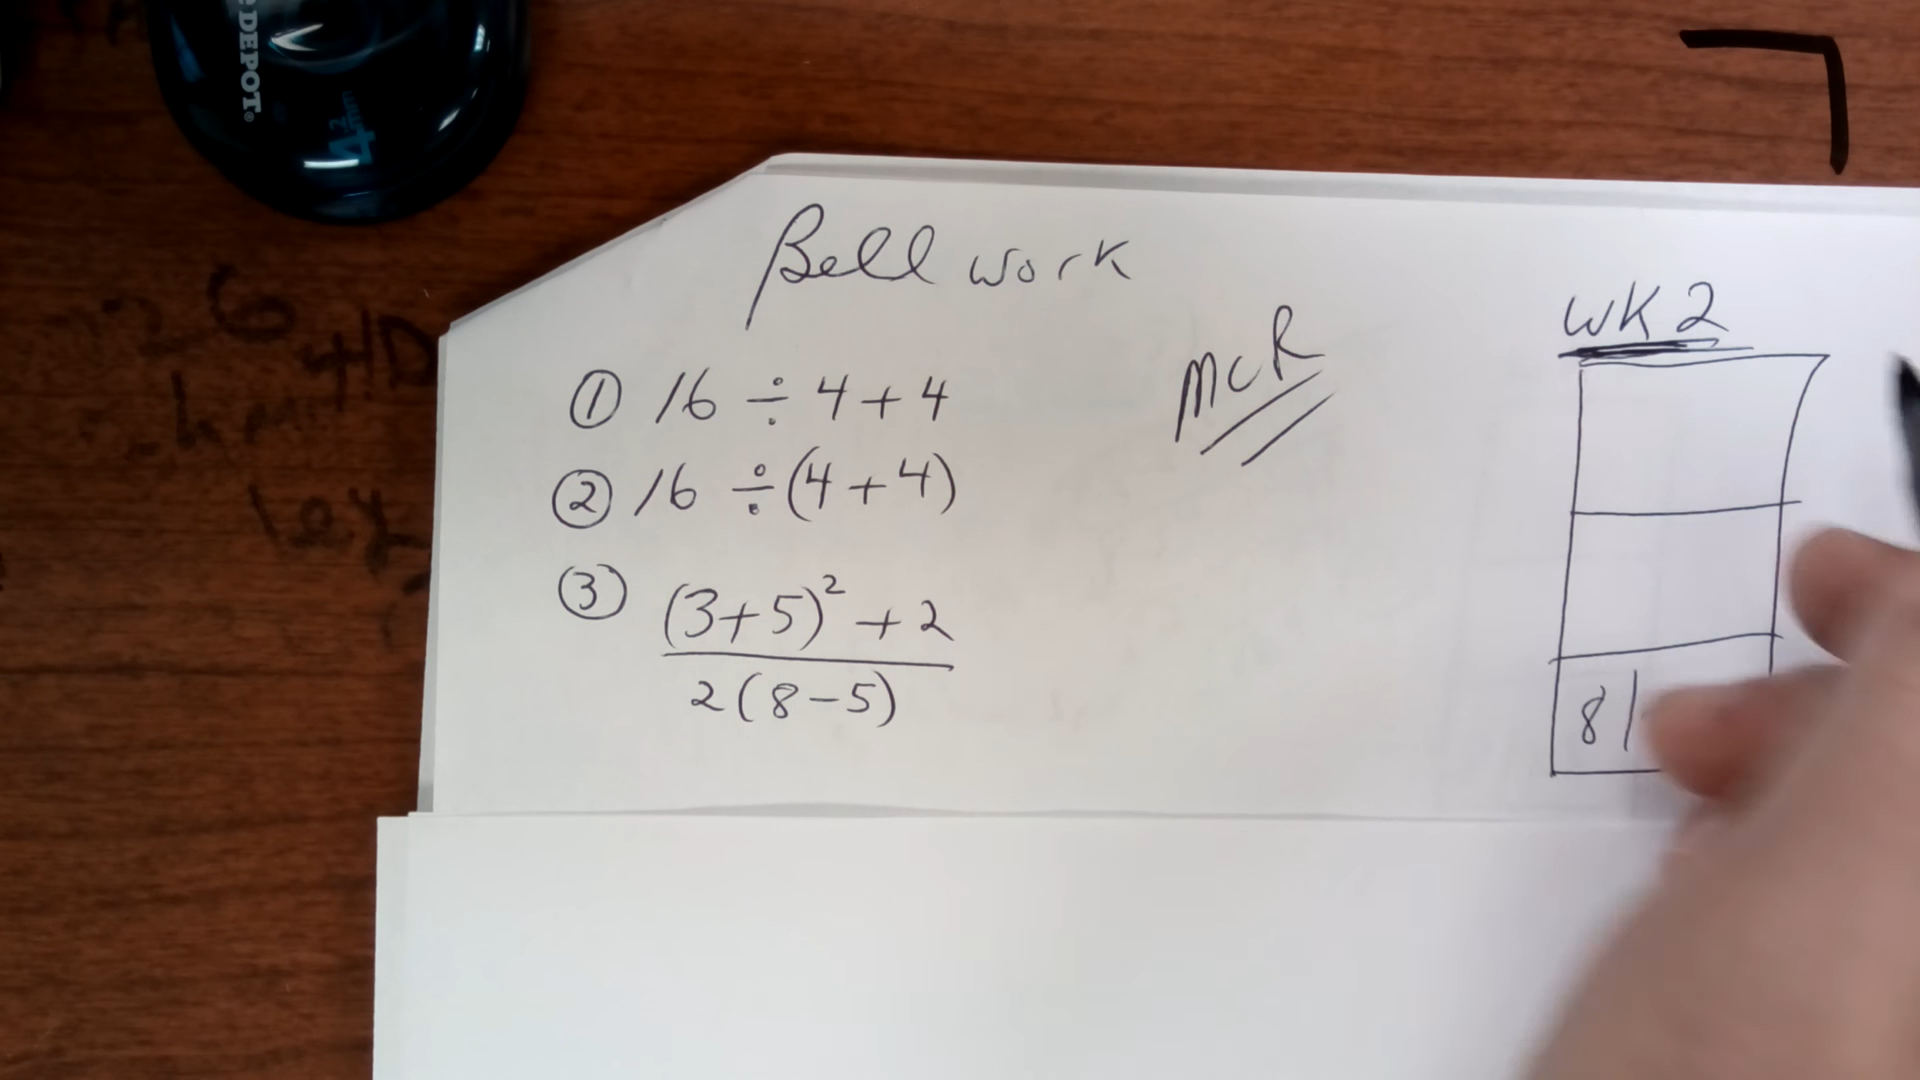 DEPOT
Bell work
① 16 ÷ 4 + 4
② 16 ÷ (4 + 4)
③ (3+5)² + 2
2 (8 - 5)
MCR
WK 2
8/